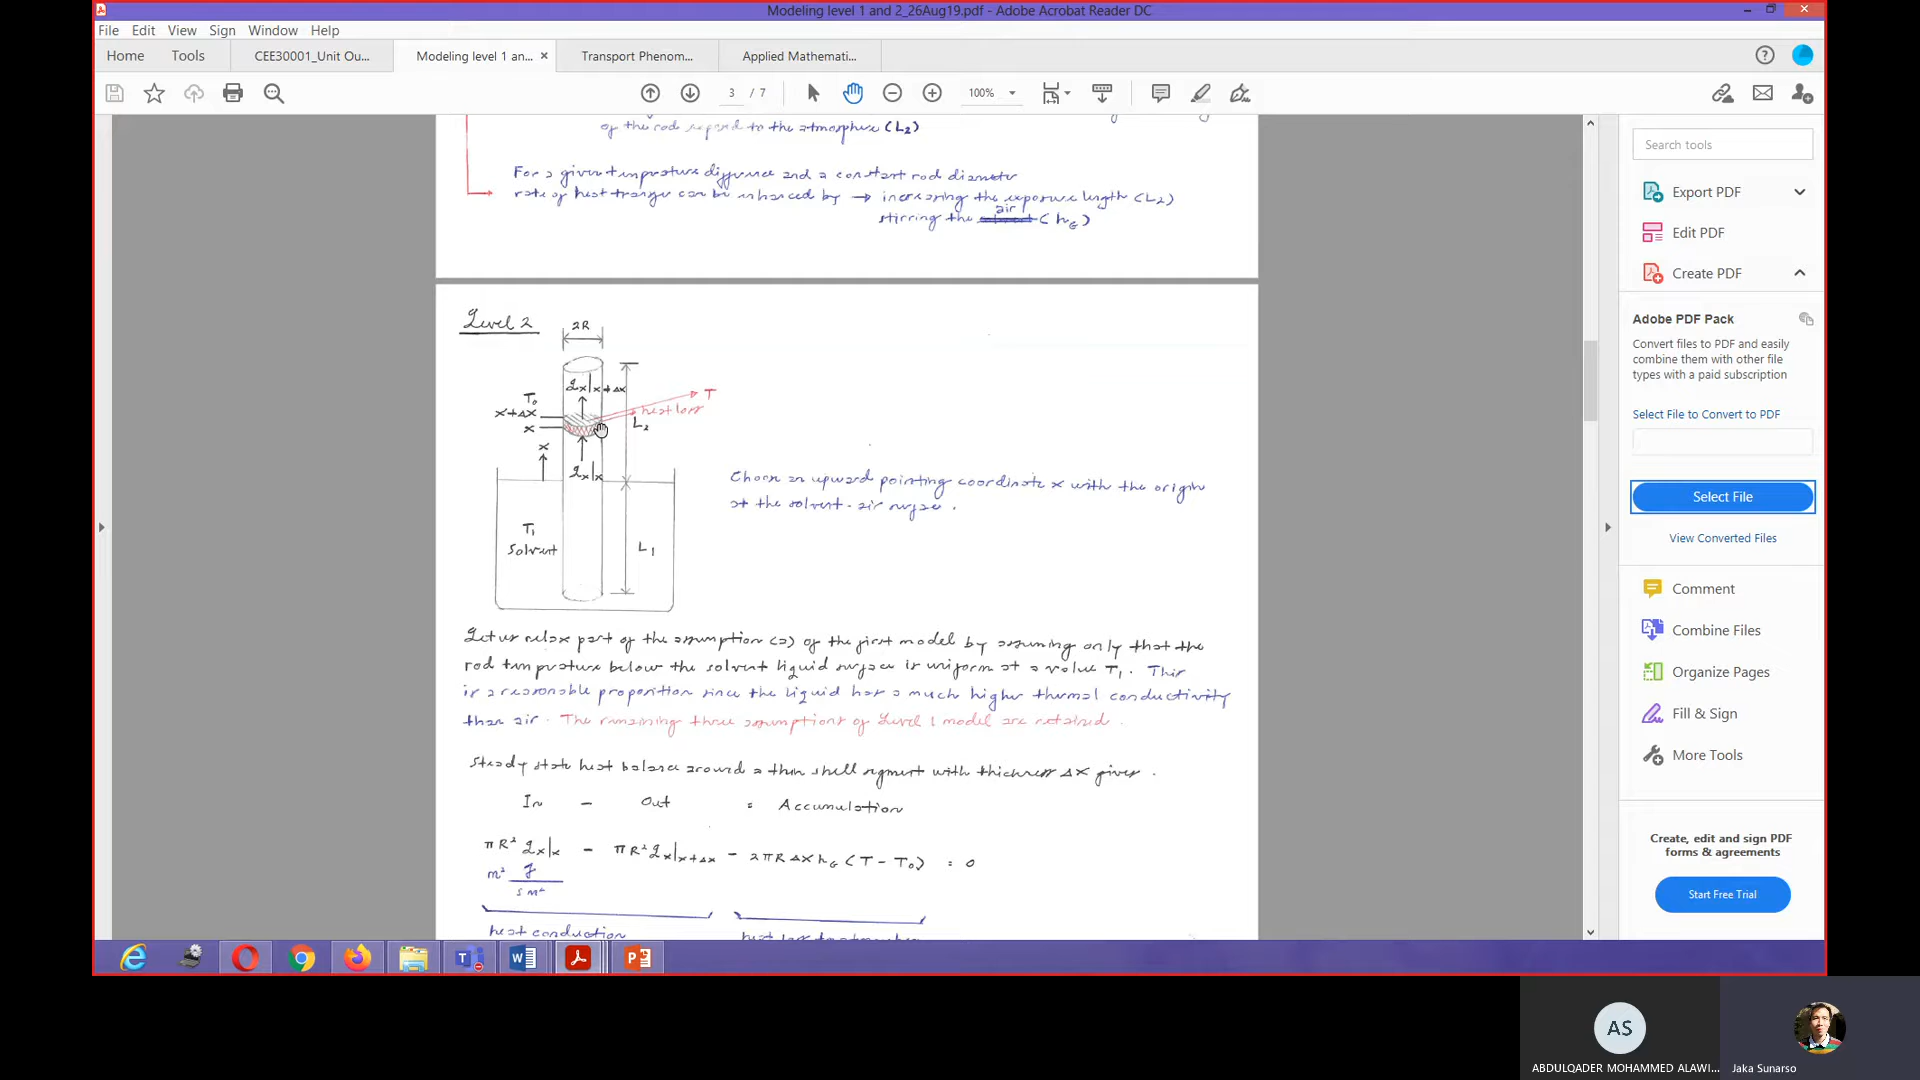 Modeling level 1 and 2_26Aug19.pdf - Adobe Acrobat Reader DC
File Edit View Sign Window Help
Home Tools CEE30001_Unit Ou... Modeling level 1 an... × Transport Phenom... Applied Mathemati...
3 / 7 100%
of the rod exposed to the atmosphere (L2)
For a given temperature difference and a constant rod diameter
rate of heat transfer can be enhanced by → increasing the exposure length (L2)
air
stirring the (hG)
Level 2
2R
qx|x+Δx
T
T0
x+Δx
heat loss
x
L2
x
qx|x
Choose an upward pointing coordinate x with the origin
at the solvent-air surface.
T1
Solvent
L1
Let us relax part of the assumption (2) of the first model by assuming only that the
rod temperature below the solvent liquid surface is uniform at a value T1. This
is a reasonable proposition since the liquid has a much higher thermal conductivity
than air. The remaining three assumptions of Level 1 model are retained.
Steady state heat balance around a thin shell segment with thickness Δx gives.
In - Out = Accumulation
πR² qx|x - πR² qx|x+Δx - 2πRΔx hG (T - T0) = 0
m² J
s m²
heat conduction
Search tools
Export PDF
Edit PDF
Create PDF
Adobe PDF Pack
Convert files to PDF and easily
combine them with other file
types with a paid subscription
Select File to Convert to PDF
Select File
View Converted Files
Comment
Combine Files
Organize Pages
Fill & Sign
More Tools
Create, edit and sign PDF
forms & agreements
Start Free Trial
AS
ABDULQADER MOHAMMED ALAWI... Jaka Sunarso